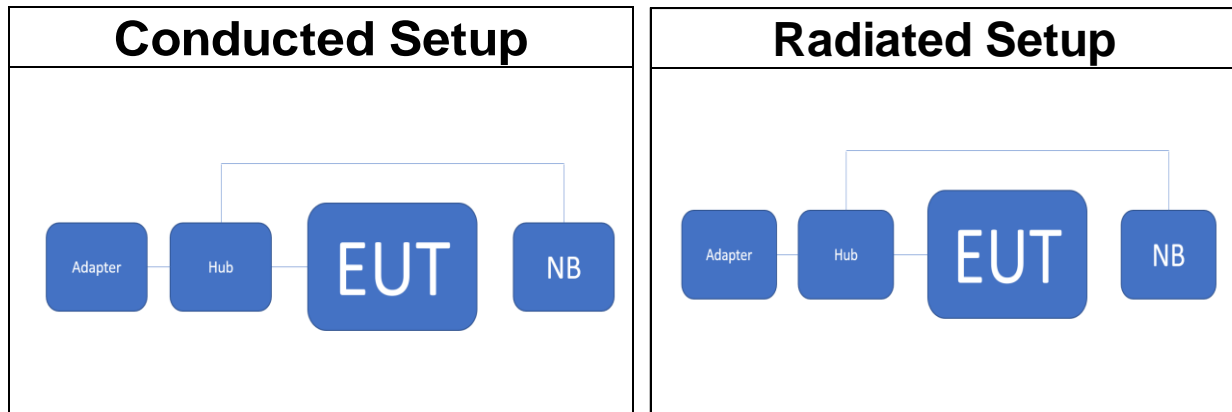 Conducted Setup
Adapter
Hub
EUT
NB
Radiated Setup
Adapter
Hub
EUT
NB